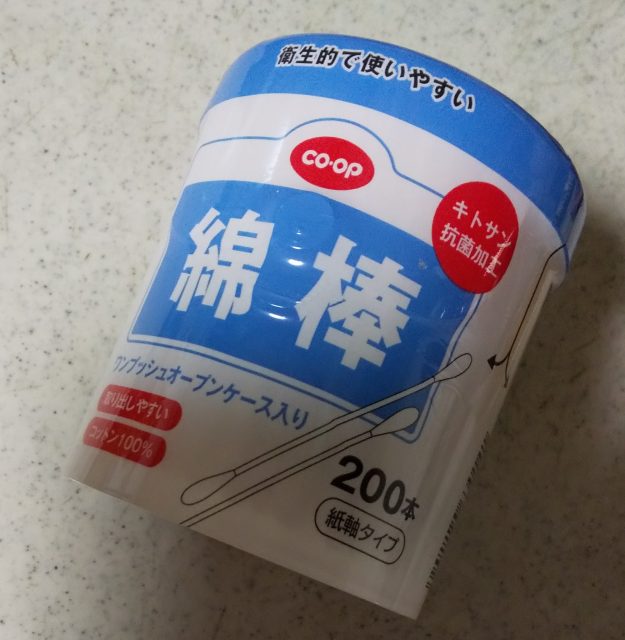 衛生的で使いやすい
CO·OP
キトサン
抗菌加工
綿棒
ワンプッシュオープンケース入り
取り出しやすい
コットン100%
200本
紙軸タイプ